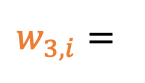 w₃,ᵢ =